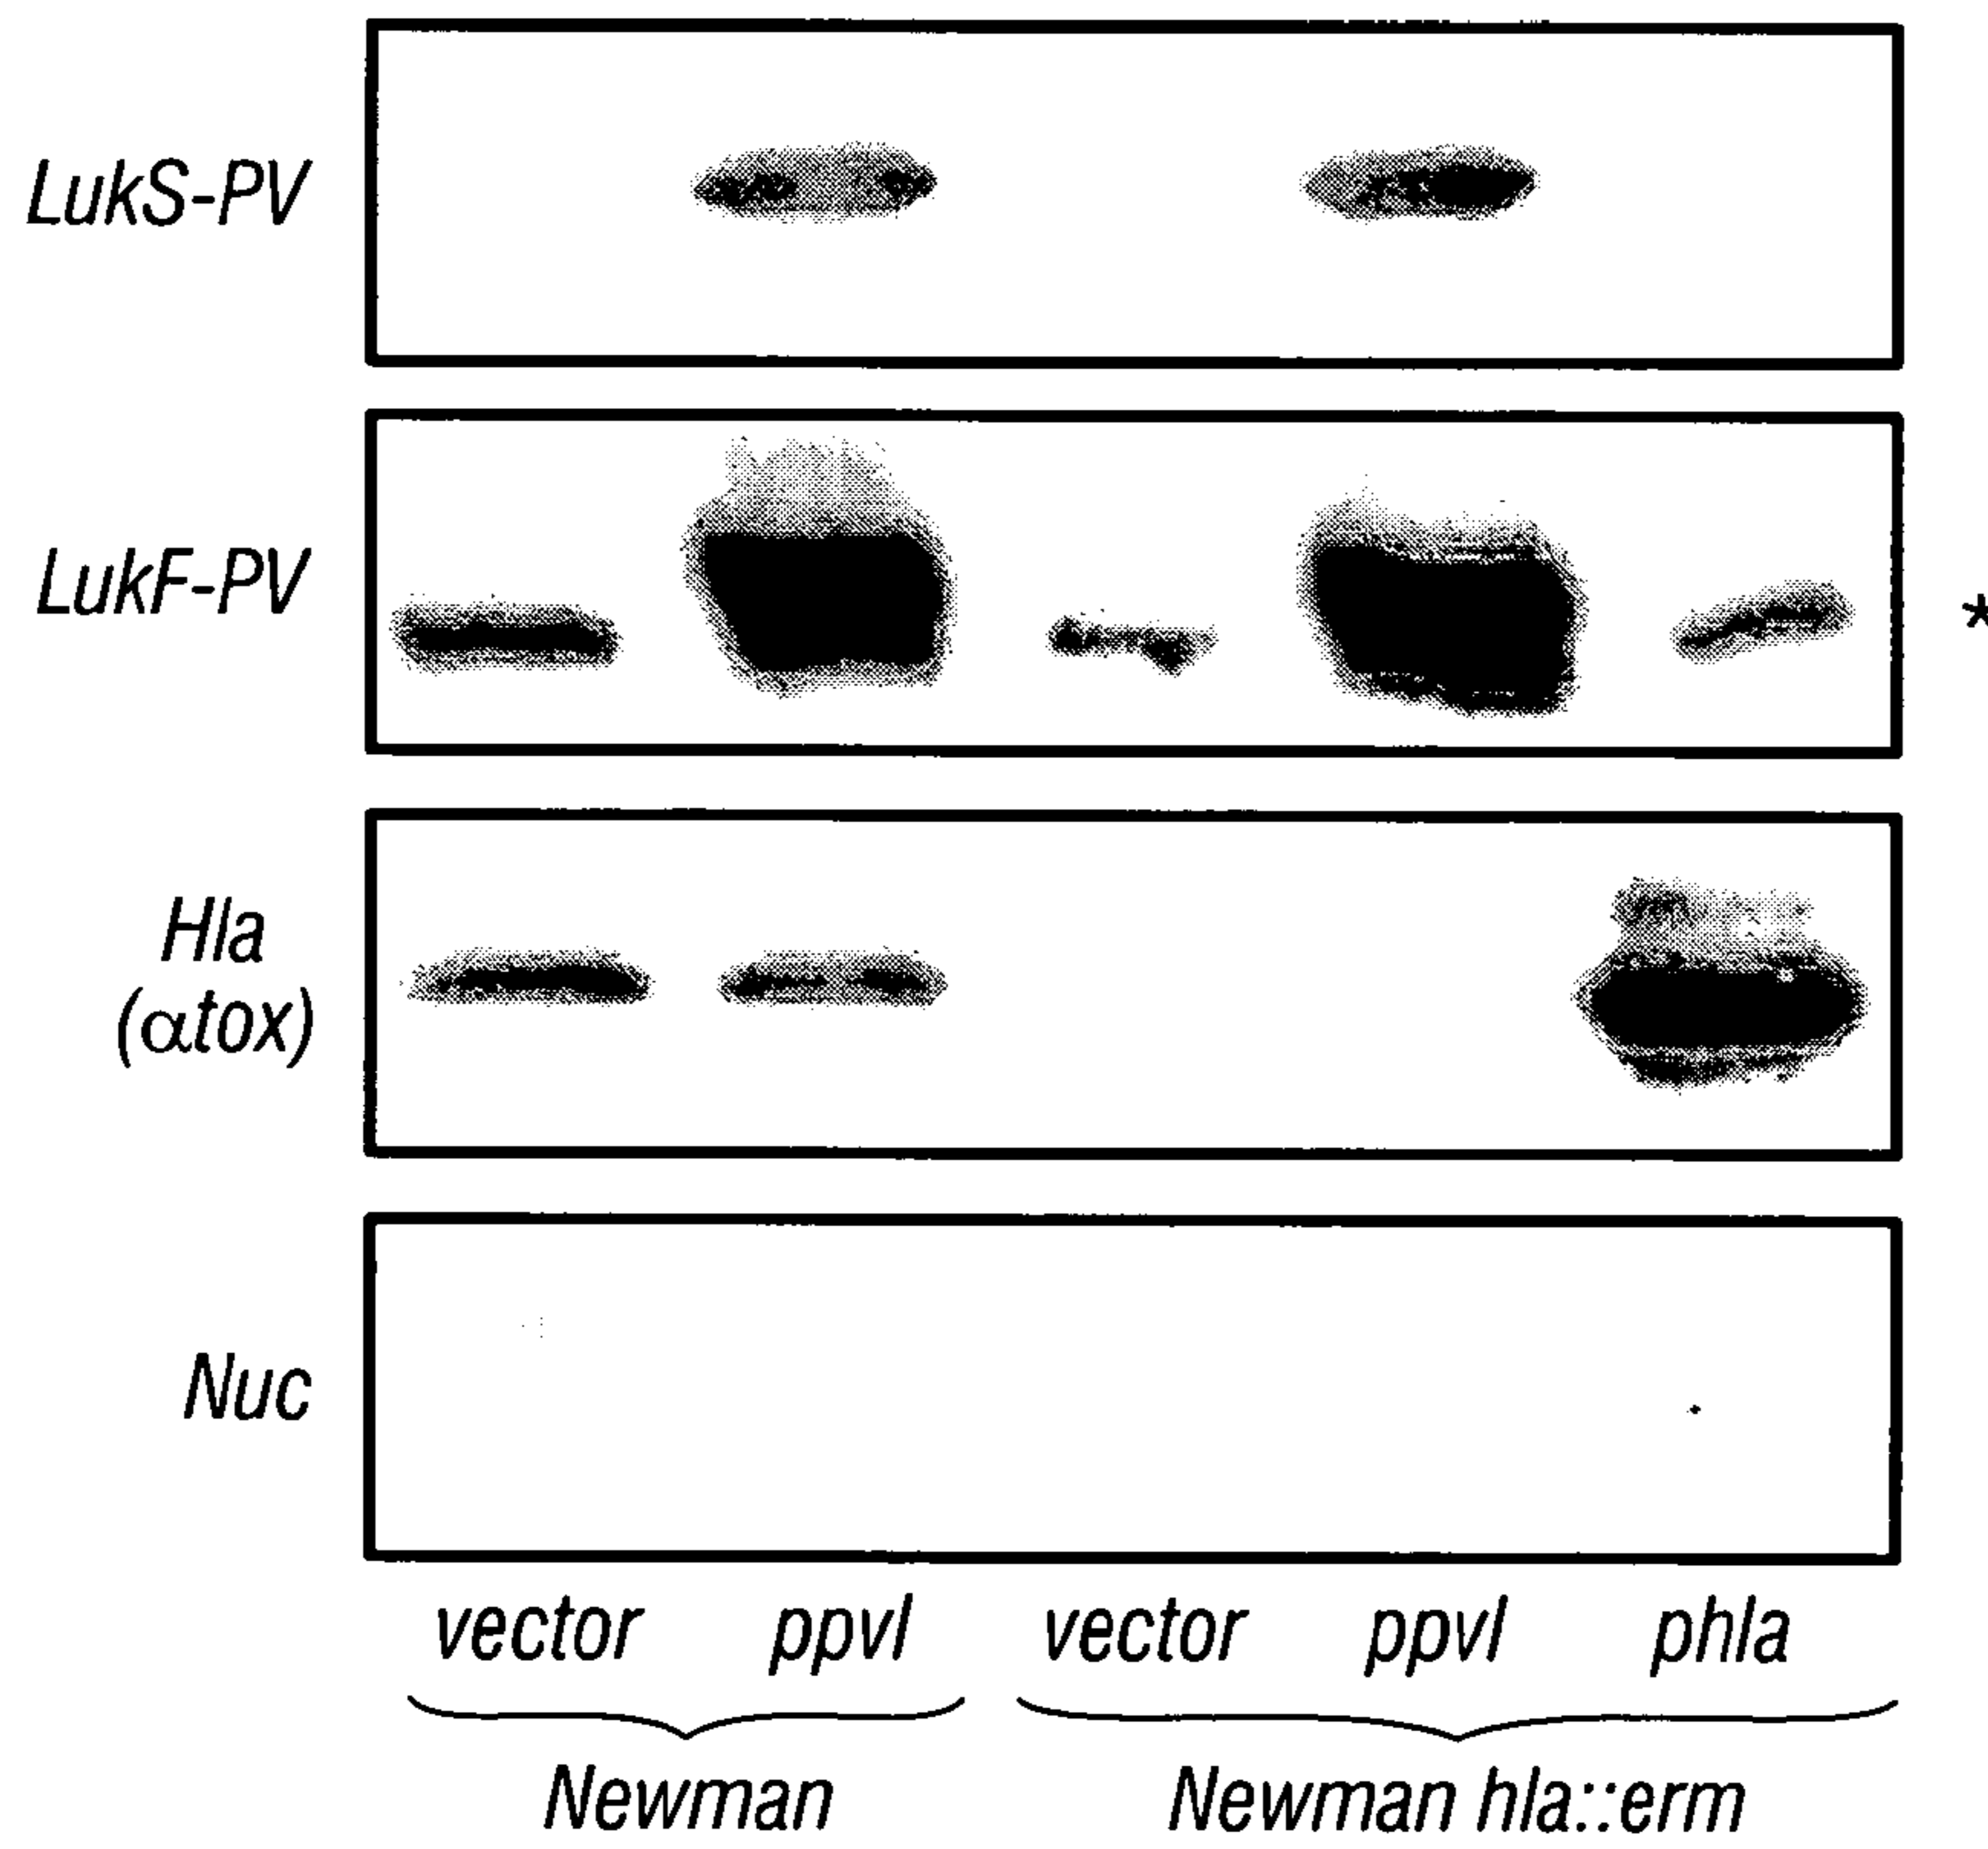 LukS-PV
LukF-PV
*
Hla
(αtox)
Nuc
vector ppvl vector ppvl phla
Newman Newman hla::erm